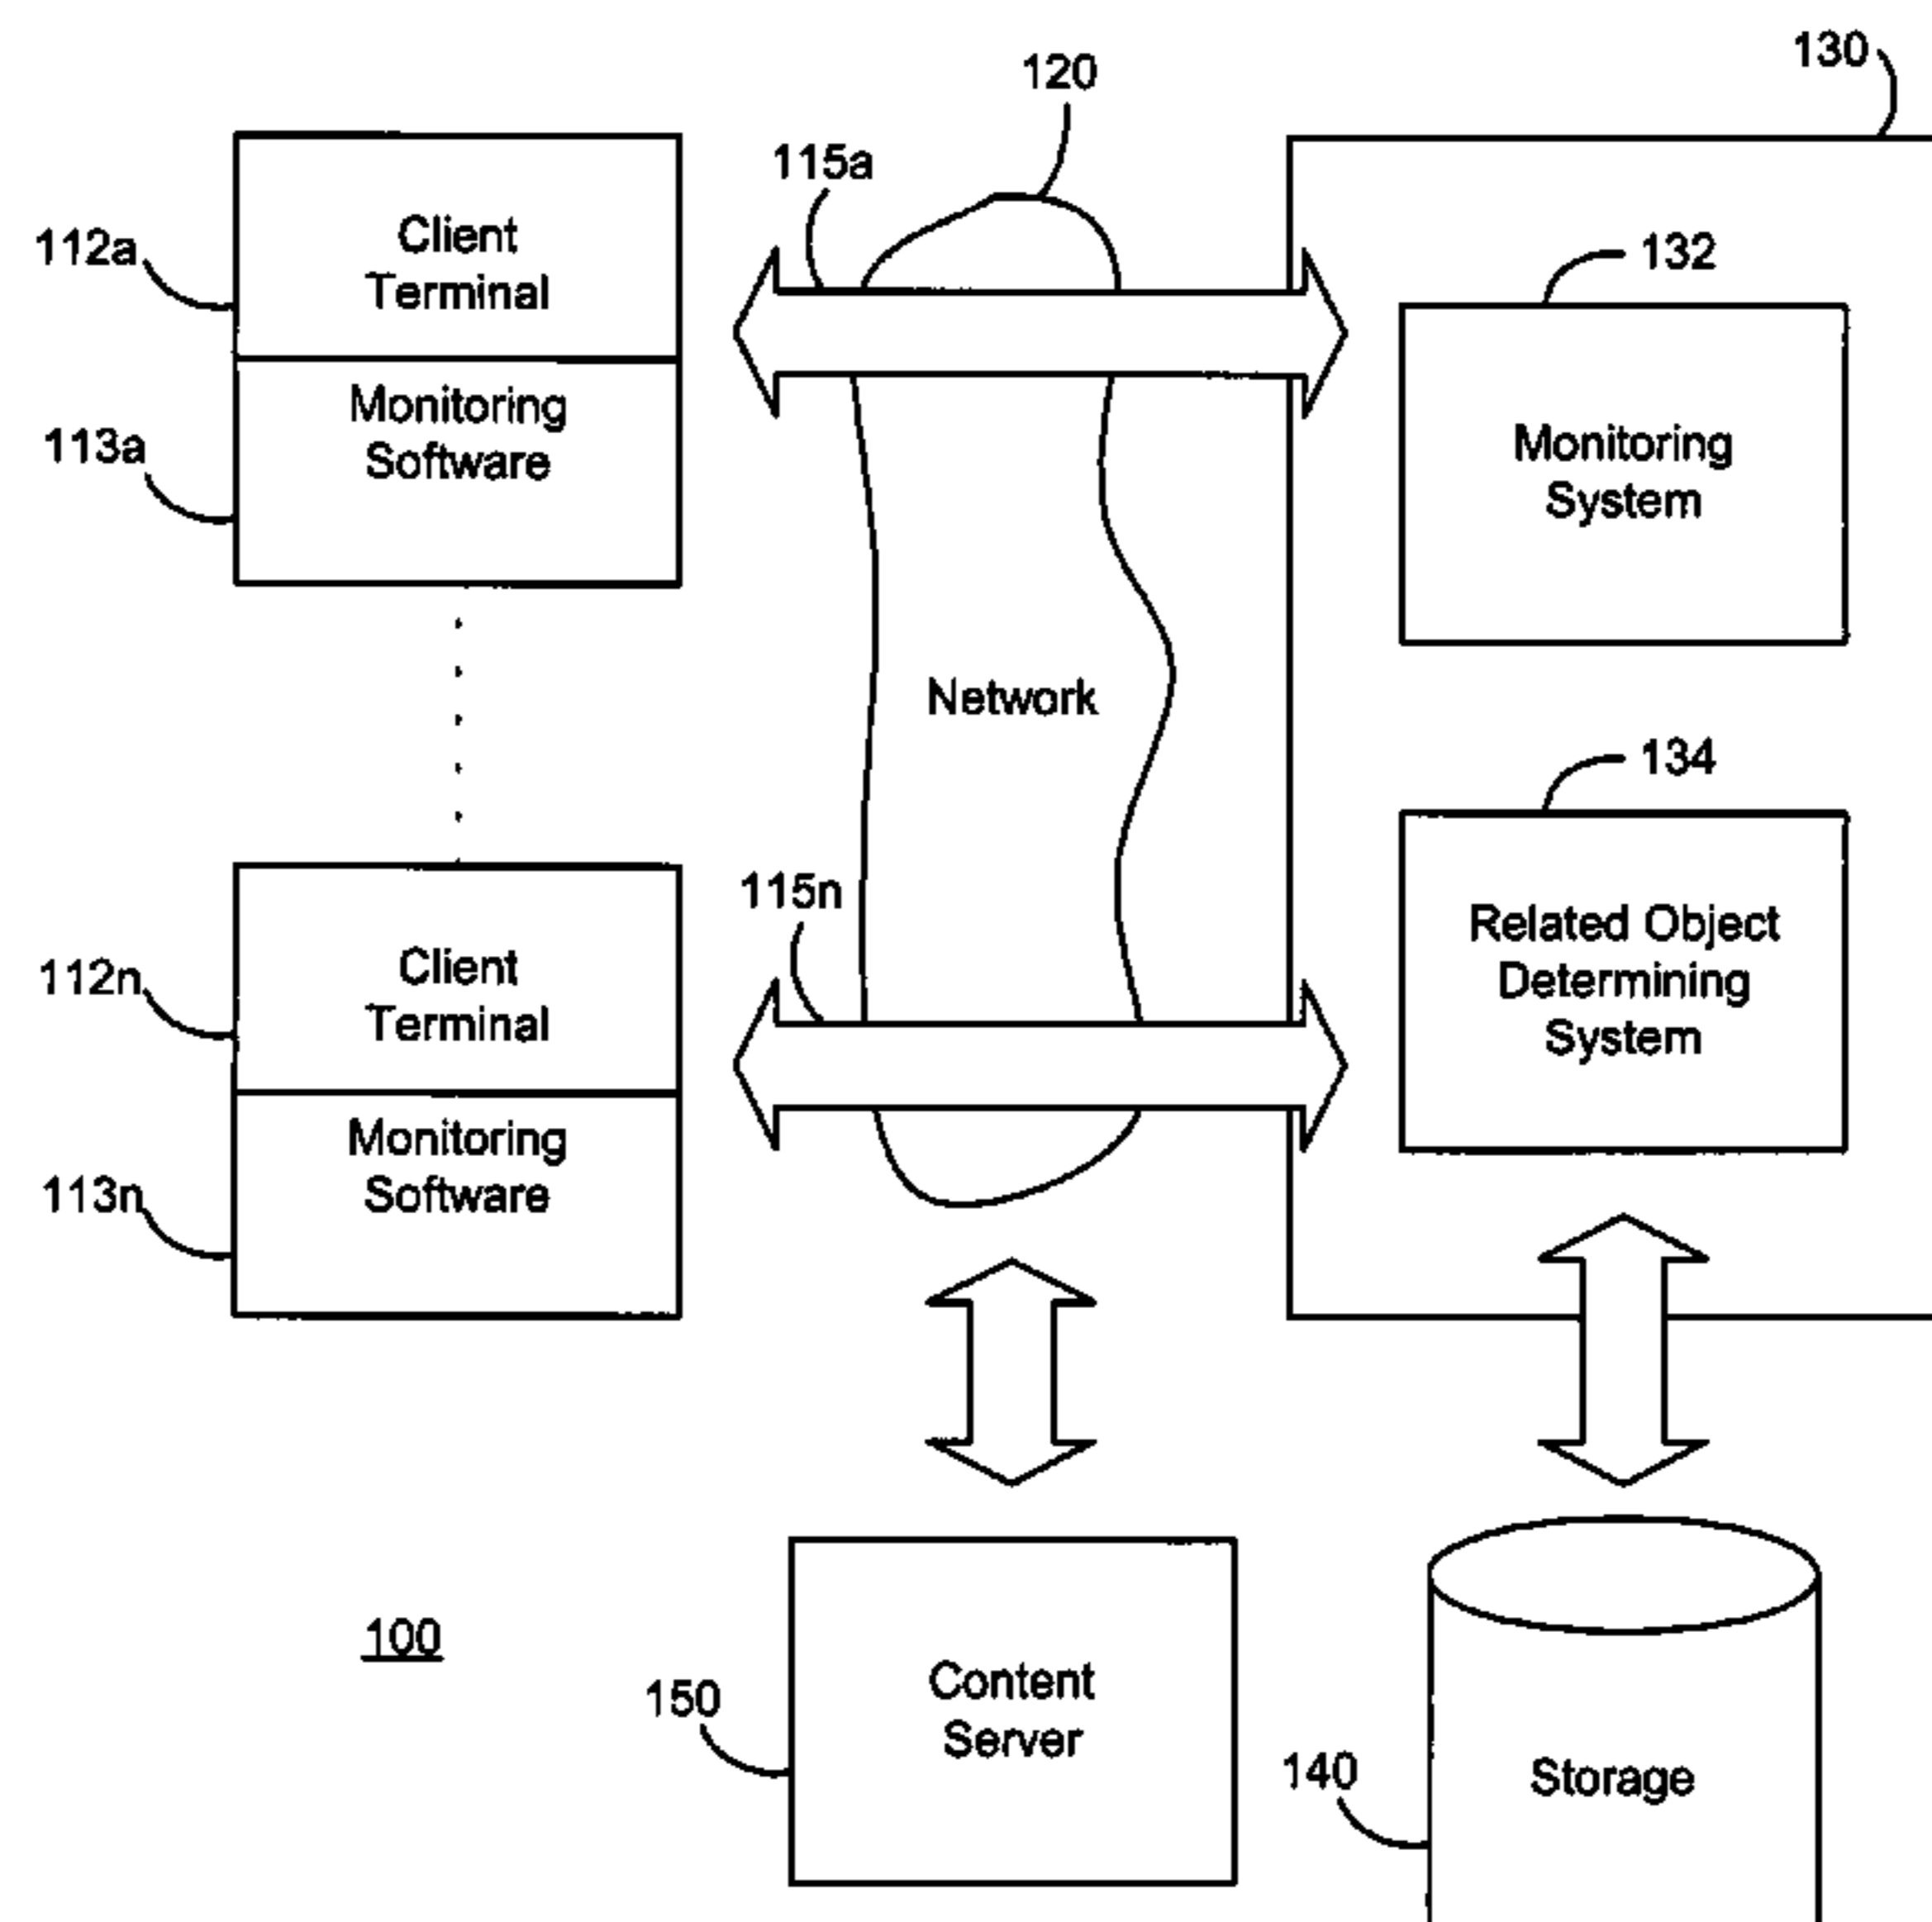 120
130
115a
112a
Client
Terminal
132
113a
Monitoring
Software
Monitoring
System
Network
134
115n
112n
Client
Terminal
Related Object
Determining
System
113n
Monitoring
Software
100
150
Content
Server
140
Storage